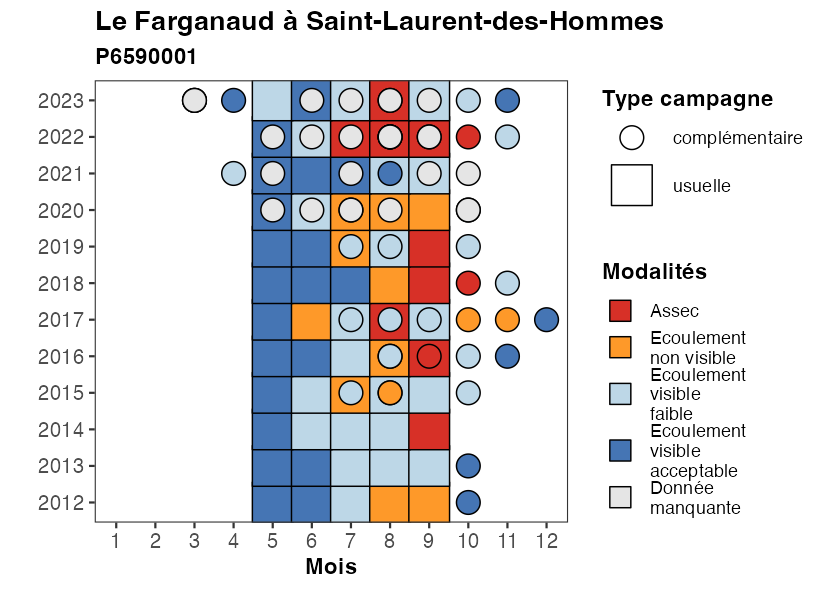 Le Farganaud à Saint-Laurent-des-Hommes
P6590001
2023
2022
2021
2020
2019
2018
2017
2016
2015
2014
2013
2012
1 2 3 4 5 6 7 8 9 10 11 12
Mois
Type campagne
complémentaire
usuelle
Modalités
Assec
Ecoulement
non visible
Ecoulement
visible
faible
Ecoulement
visible
acceptable
Donnée
manquante